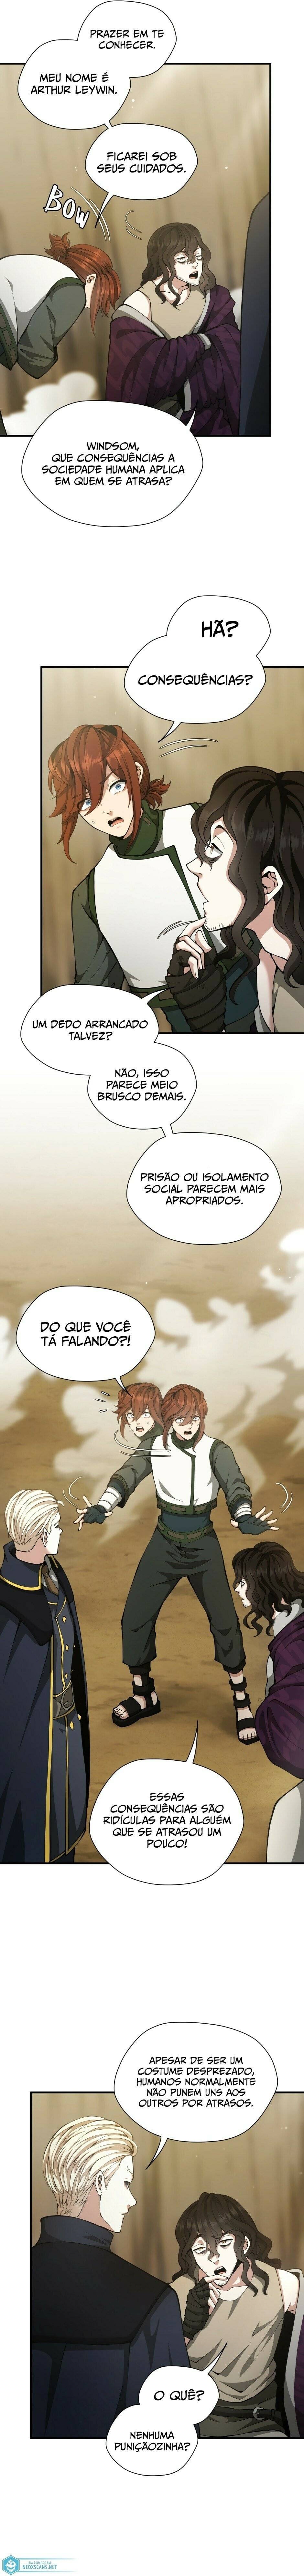 PRAZER EM TE
CONHECER.
MEU NOME É
ARTHUR LEYWIN.
FICAREI SOB
SEUS CUIDADOS.
BOW
WINDSOM,
QUE CONSEQUÊNCIAS A
SOCIEDADE HUMANA APLICA
EM QUEM SE ATRASA?
HÃ?
CONSEQUÊNCIAS?
UM DEDO ARRANCADO
TALVEZ?
NÃO, ISSO
PARECE MEIO
BRUSCO DEMAIS.
PRISÃO OU ISOLAMENTO
SOCIAL PARECEM MAIS
APROPRIADOS.
DO QUE VOCÊ
TÁ FALANDO?!
ESSAS
CONSEQUÊNCIAS SÃO
RIDÍCULAS PARA ALGUÉM
QUE SE ATRASOU UM
POUCO!
APESAR DE SER UM
COSTUME DESPREZADO,
HUMANOS NORMALMENTE
NÃO PUNEM UNS AOS
OUTROS POR ATRASOS.
O QUÊ?
NENHUMA
PUNIÇÃOZINHA?
NEOXSCANS.NET